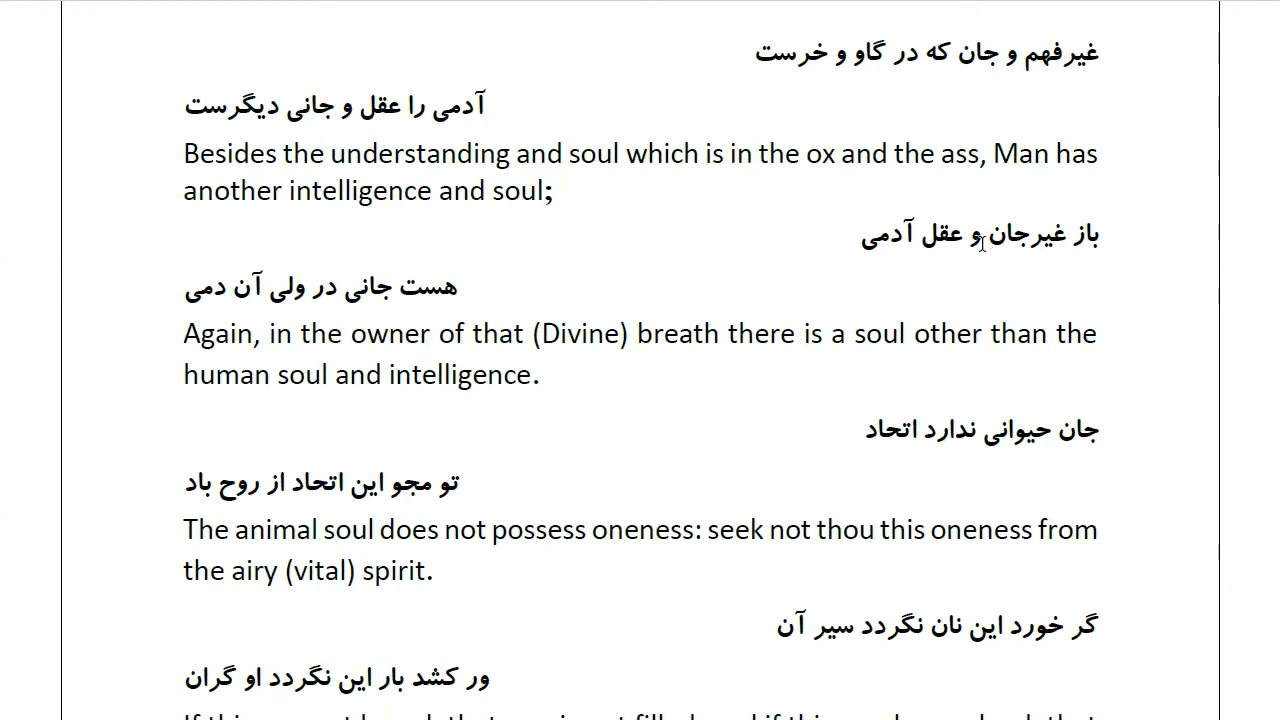 غیرفهم و جان که در گاو و خرست
آدمی را عقل و جانی دیگرست
Besides the understanding and soul which is in the ox and the ass, Man has
another intelligence and soul;
باز غیرجان و عقل آدمی
هست جانی در ولی آن دمی
Again, in the owner of that (Divine) breath there is a soul other than the
human soul and intelligence.
جان حیوانی ندارد اتحاد
تو مجو این اتحاد از روح باد
The animal soul does not possess oneness: seek not thou this oneness from
the airy (vital) spirit.
گر خورد این نان نگردد سیر آن
ور کشد بار این نگردد او گران